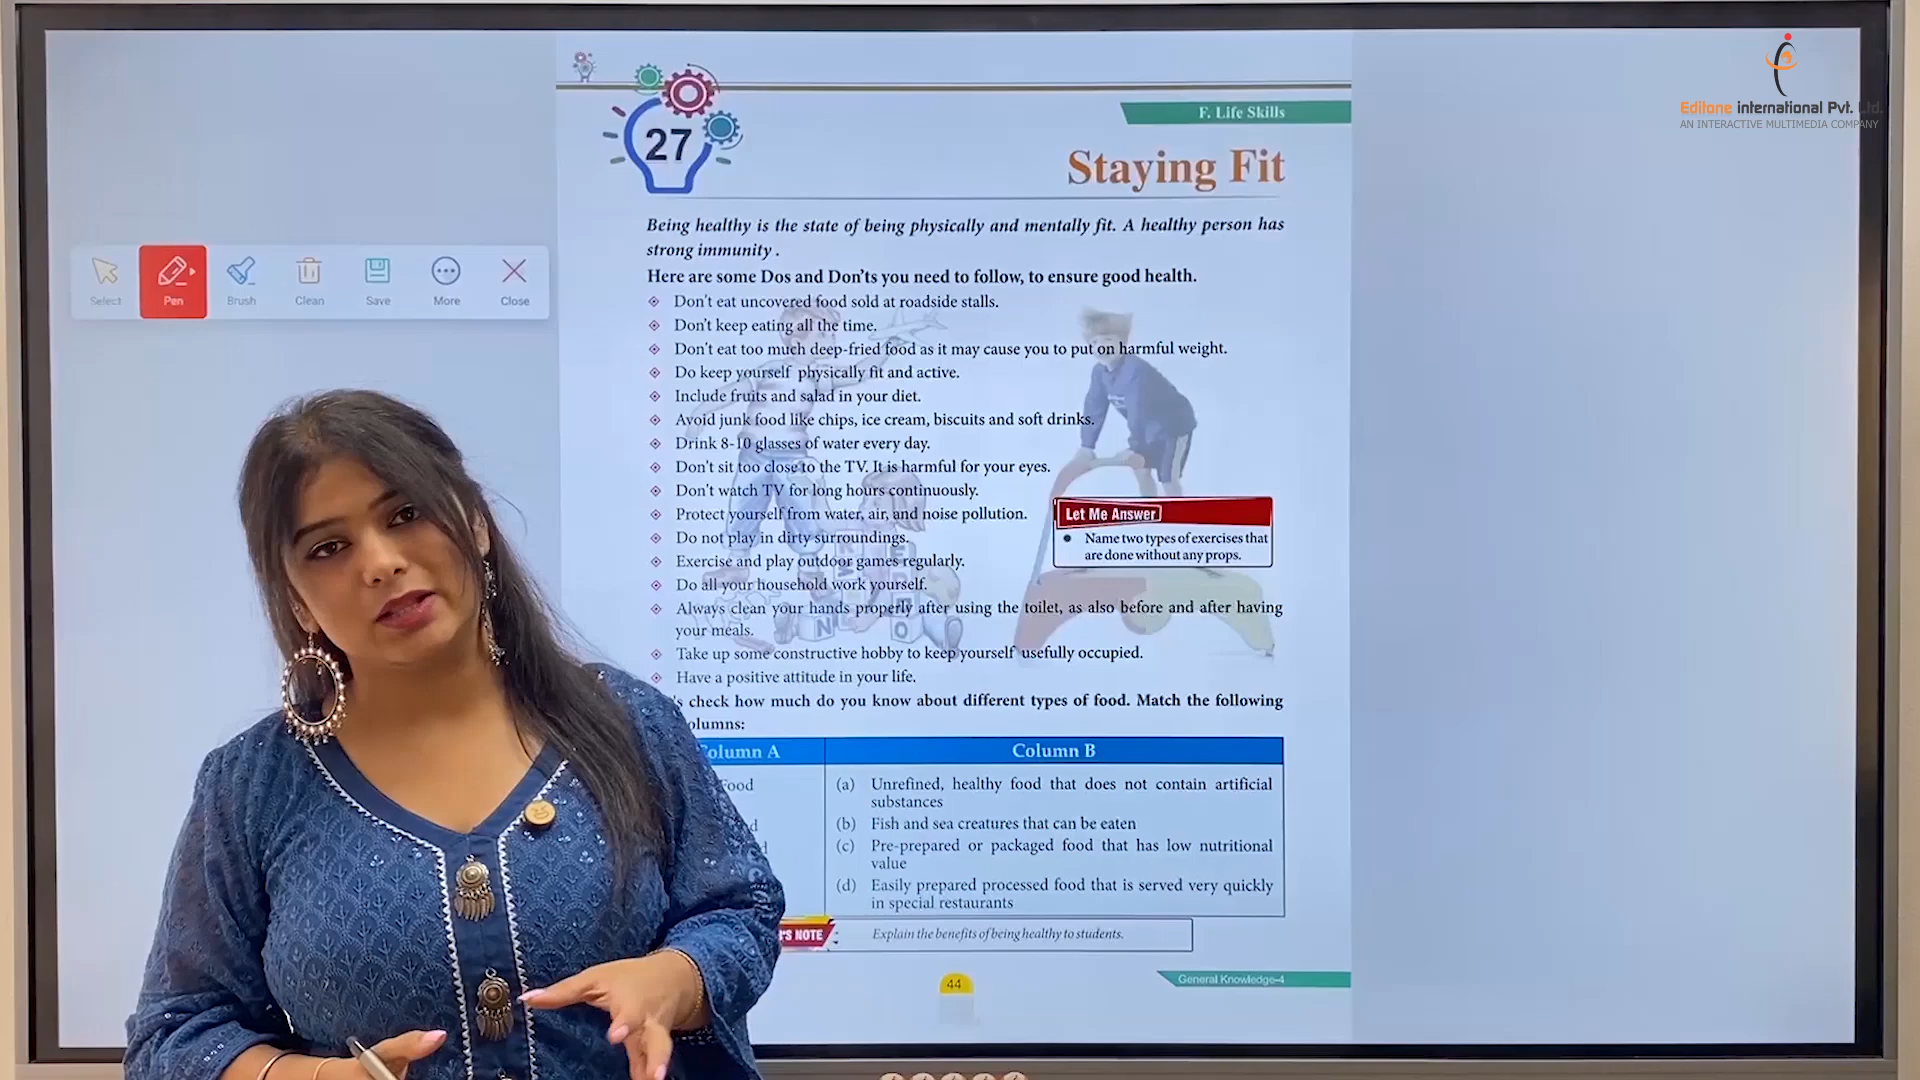 Edilone international Pvt. Ltd.
AN INTERACTIVE MULTIMEDIA COMPANY
F. Life Skills
27
Staying Fit
Being healthy is the state of being physically and mentally fit. A healthy person has
strong immunity .
Here are some Dos and Don'ts you need to follow, to ensure good health.
Don't eat uncovered food sold at roadside stalls.
Don't keep eating all the time.
Don't eat too much deep-fried food as it may cause you to put on harmful weight.
Do keep yourself physically fit and active.
Include fruits and salad in your diet.
Avoid junk food like chips, ice cream, biscuits and soft drinks.
Drink 8-10 glasses of water every day.
Don't sit too close to the TV. It is harmful for your eyes.
Don't watch TV for long hours continuously.
Protect yourself from water, air, and noise pollution.
Do not play in dirty surroundings.
Exercise and play outdoor games regularly.
Do all your household work yourself.
Always clean your hands properly after using the toilet, as also before and after having
your meals.
Take up some constructive hobby to keep yourself usefully occupied.
Have a positive attitude in your life.
Let Me Answer
Name two types of exercises that
are done without any props.
's check how much do you know about different types of food. Match the following
olumns:
Column A
Column B
Food
(a) Unrefined, healthy food that does not contain artificial
substances
(b) Fish and sea creatures that can be eaten
(c) Pre-prepared or packaged food that has low nutritional
value
(d) Easily prepared processed food that is served very quickly
in special restaurants
'S NOTE
Explain the benefits of being healthy to students.
44
General Knowledge-4
Select
Pen
Brush
Clean
Save
More
Close